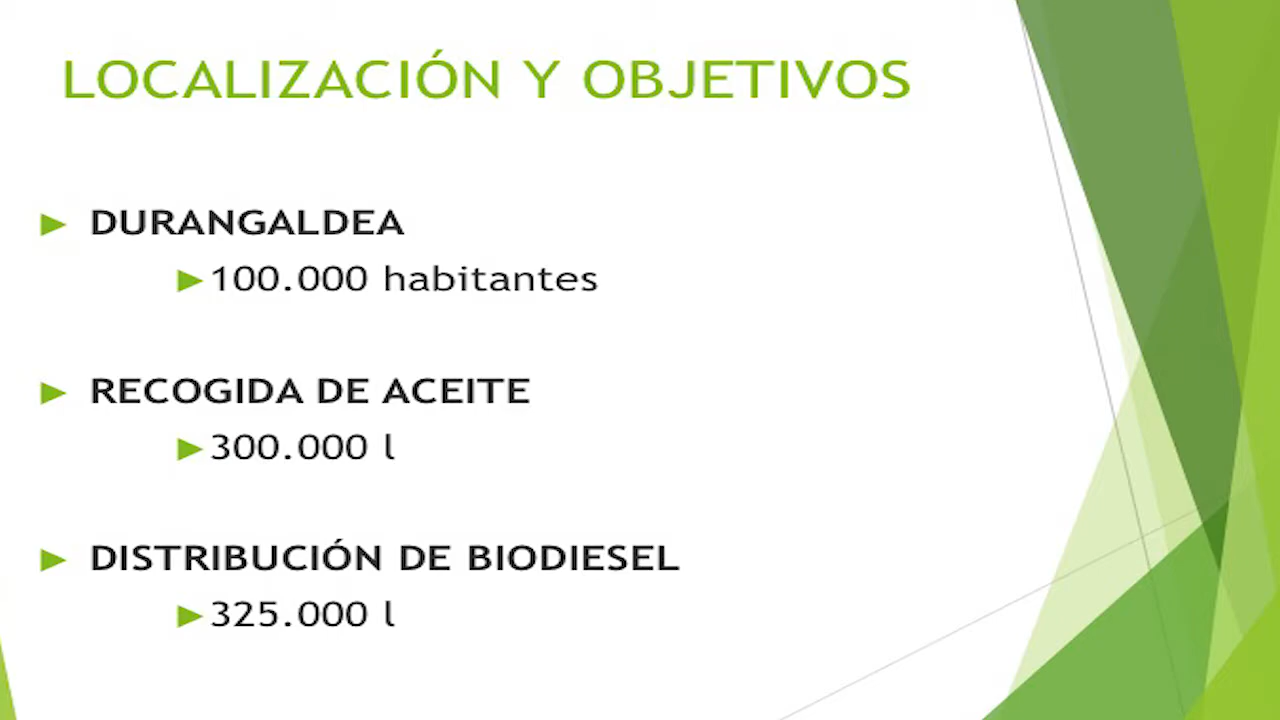 LOCALIZACIÓN Y OBJETIVOS
DURANGALDEA
100.000 habitantes
RECOGIDA DE ACEITE
300.000 l
DISTRIBUCIÓN DE BIODIESEL
325.000 l